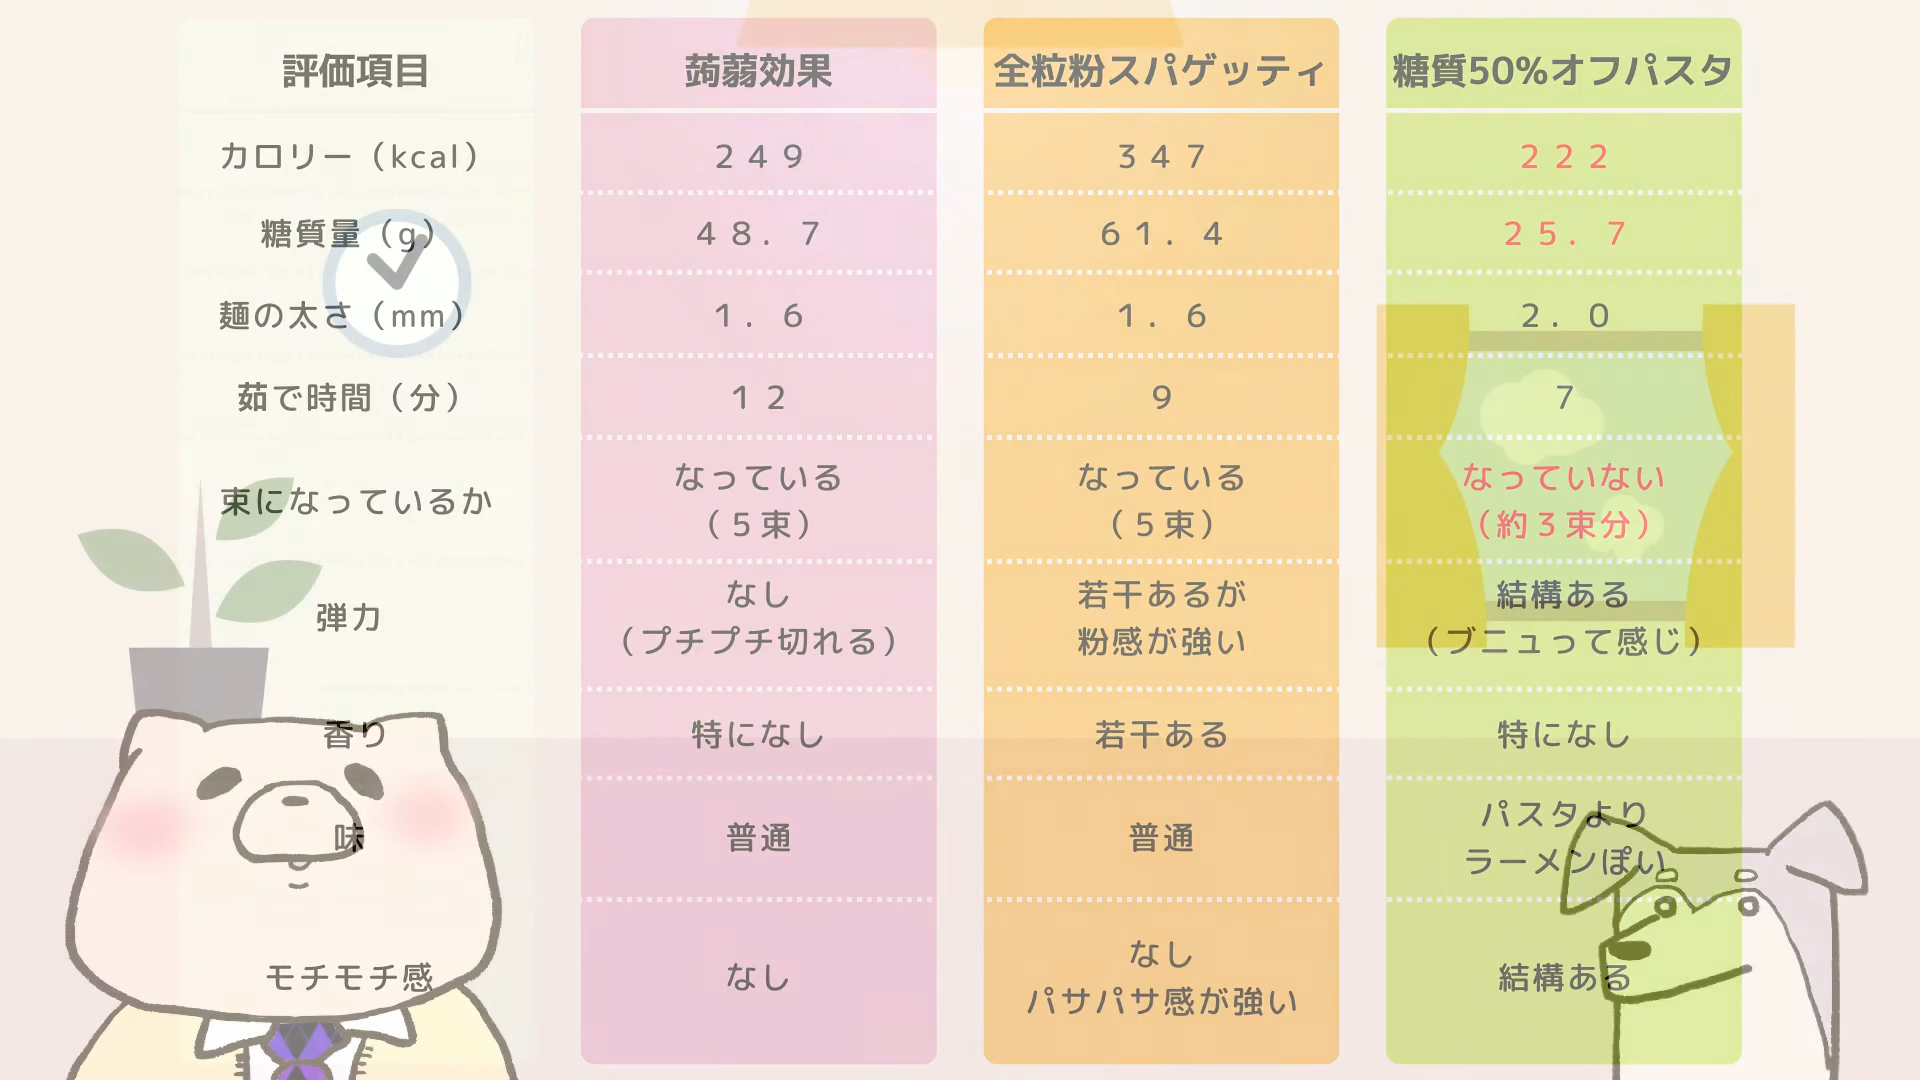 評価項目 蒟蒻効果 全粒粉スパゲッティ 糖質50%オフパスタ
カロリー（kcal） 249 347 222
糖質量（g） 48.7 61.4 25.7
麺の太さ（mm） 1.6 1.6 2.0
茹で時間（分） 12 9 7
束になっているか なっている（5束） なっている（5束） なっていない（約3束分）
弾力 なし（プチプチ切れる） 若干あるが粉感が強い 結構ある（ブニュって感じ）
香り 特になし 若干ある 特になし
味 普通 普通 パスタよりラーメンぽい
モチモチ感 なし なしパサパサ感が強い 結構ある